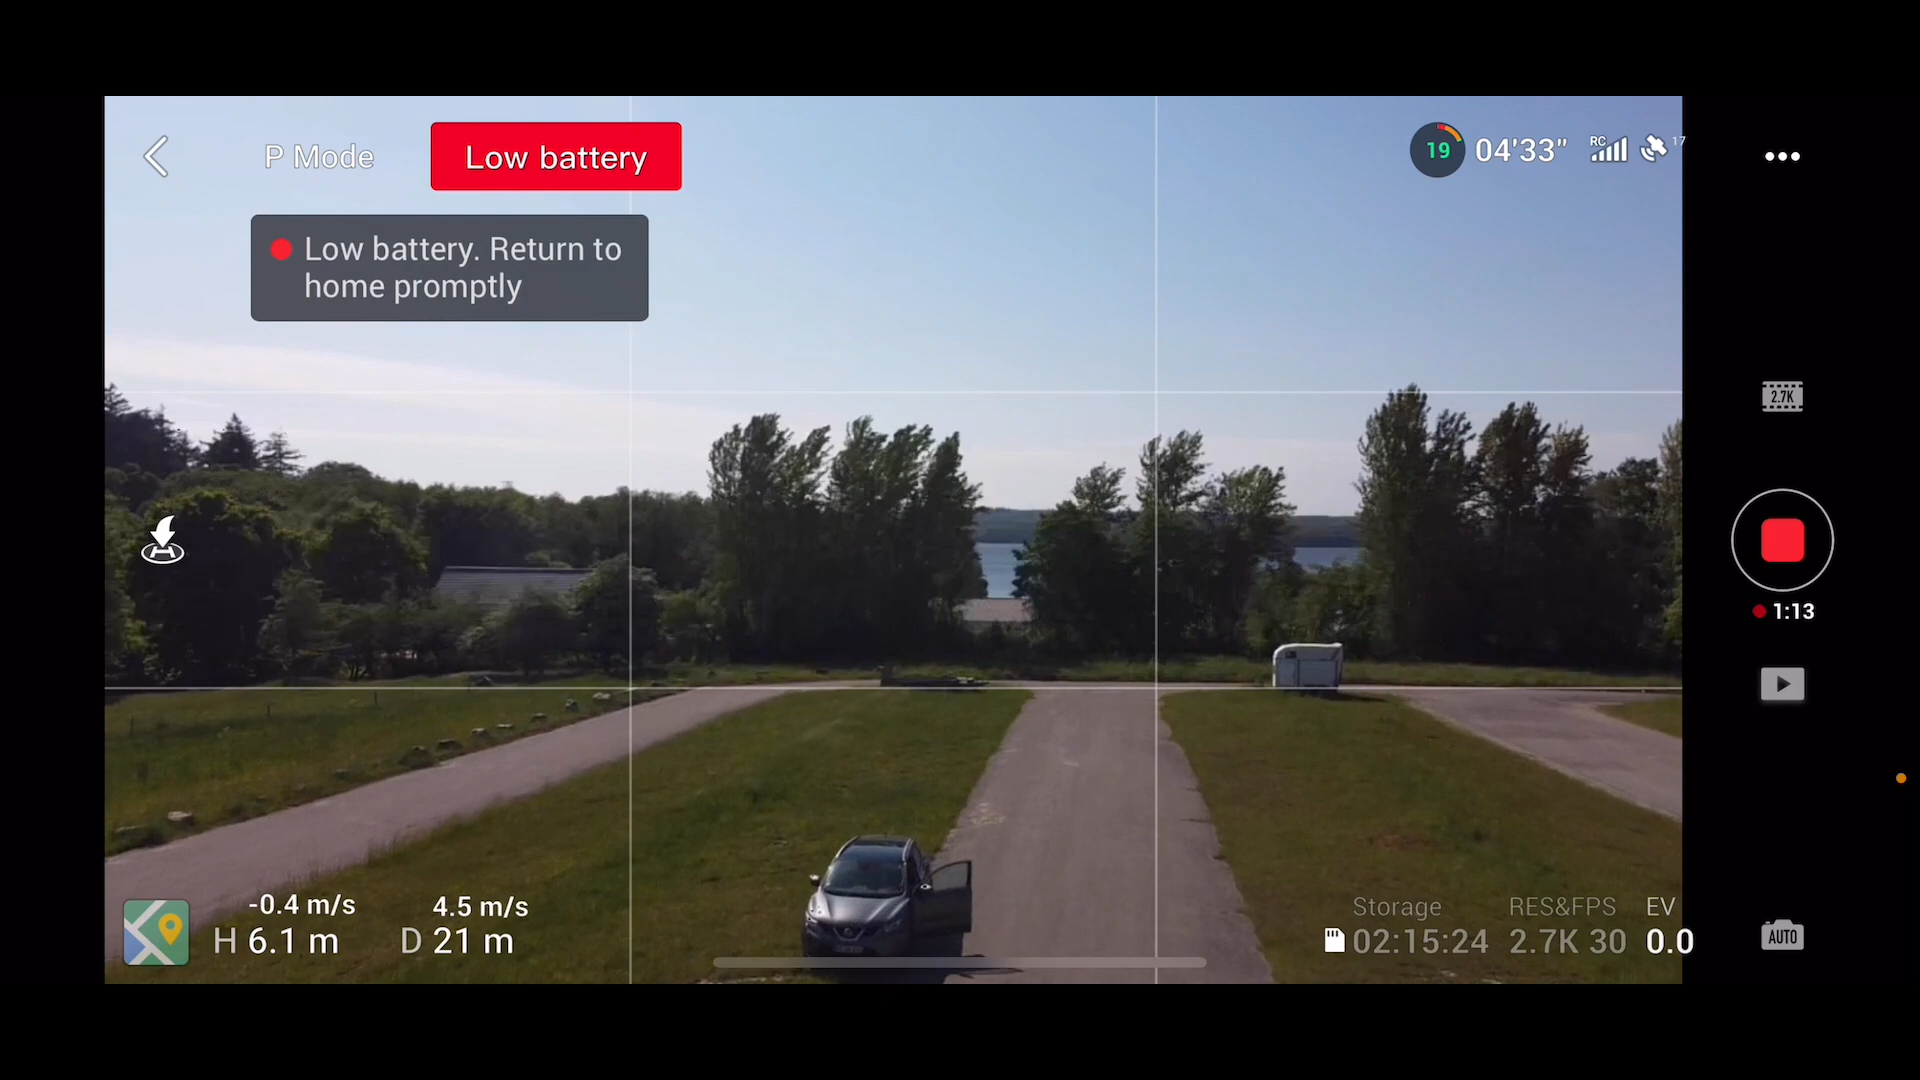 P Mode
Low battery
19
04'33"
RC
17
Low battery. Return to
home promptly
2.7K
1:13
-0.4 m/s
4.5 m/s
H 6.1 m
D 21 m
Storage
RES&FPS
EV
02:15:24
2.7K 30
0.0
AUTO